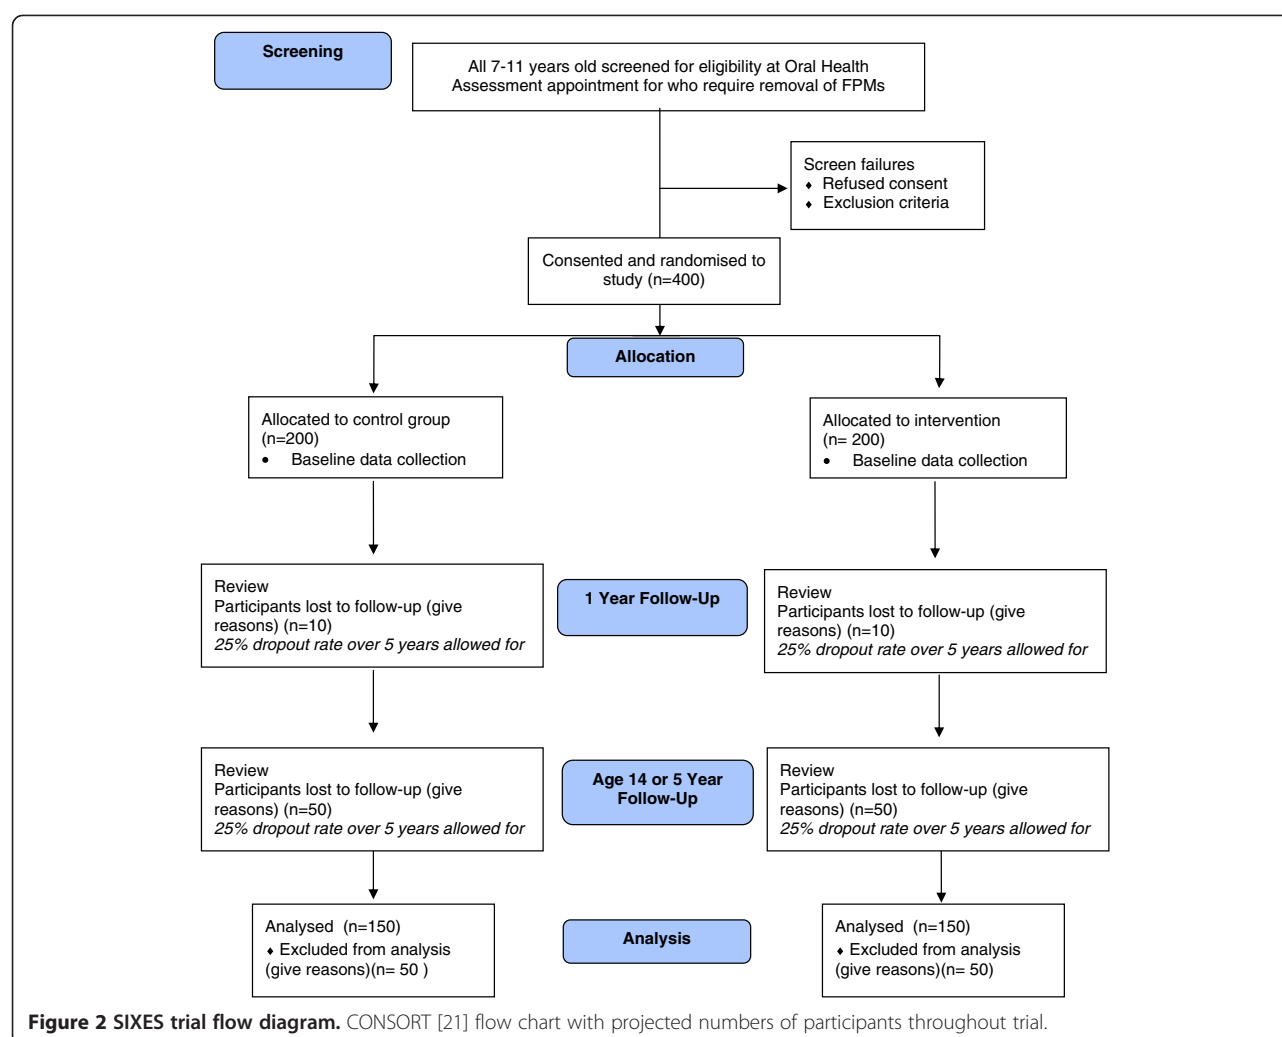 Screening
All 7-11 years old screened for eligibility at Oral Health
Assessment appointment for who require removal of FPMs
Screen failures
♦ Refused consent
♦ Exclusion criteria
Consented and randomised to
study (n=400)
Allocation
Allocated to control group
(n=200)
• Baseline data collection
Allocated to intervention
(n= 200)
• Baseline data collection
Review
Participants lost to follow-up (give
reasons) (n=10)
25% dropout rate over 5 years allowed for
1 Year Follow-Up
Review
Participants lost to follow-up (give
reasons) (n=10)
25% dropout rate over 5 years allowed for
Review
Participants lost to follow-up (give
reasons) (n=50)
25% dropout rate over 5 years allowed for
Age 14 or 5 Year
Follow-Up
Review
Participants lost to follow-up (give
reasons) (n=50)
25% dropout rate over 5 years allowed for
Analysed (n=150)
♦ Excluded from analysis
(give reasons)(n= 50 )
Analysis
Analysed (n=150)
♦ Excluded from analysis
(give reasons)(n= 50)
Figure 2 SIXES trial flow diagram. CONSORT [21] flow chart with projected numbers of participants throughout trial.